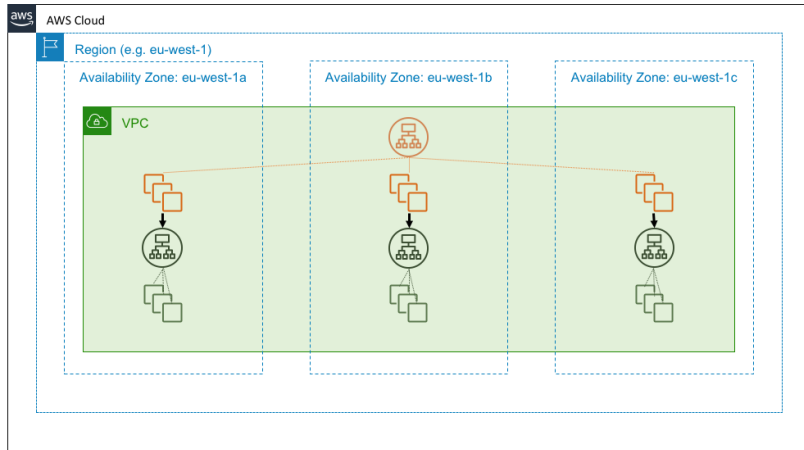 aws
AWS Cloud
Region (e.g. eu-west-1)
Availability Zone: eu-west-1a
Availability Zone: eu-west-1b
Availability Zone: eu-west-1c
VPC